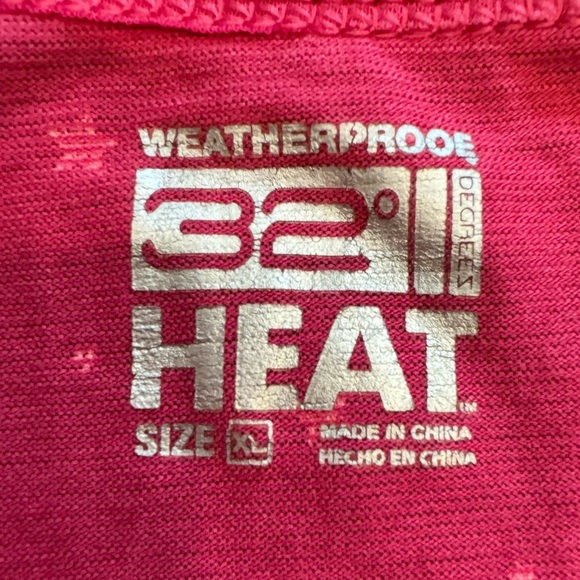 WEATHERPROOF
32° DEGREES
HEAT™
SIZE XL
MADE IN CHINA
HECHO EN CHINA